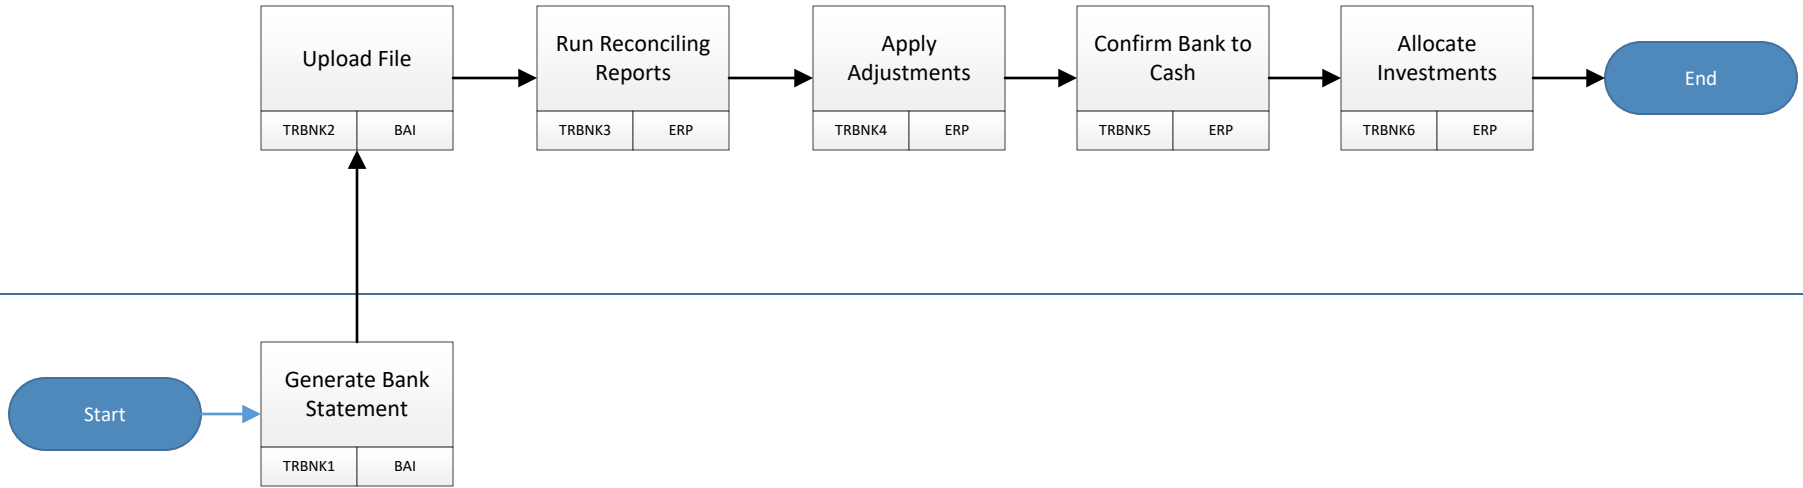 Upload File
TRBNK2 BAI
Run Reconciling
Reports
TRBNK3 ERP
Apply
Adjustments
TRBNK4 ERP
Confirm Bank to
Cash
TRBNK5 ERP
Allocate
Investments
TRBNK6 ERP
End
Start
Generate Bank
Statement
TRBNK1 BAI